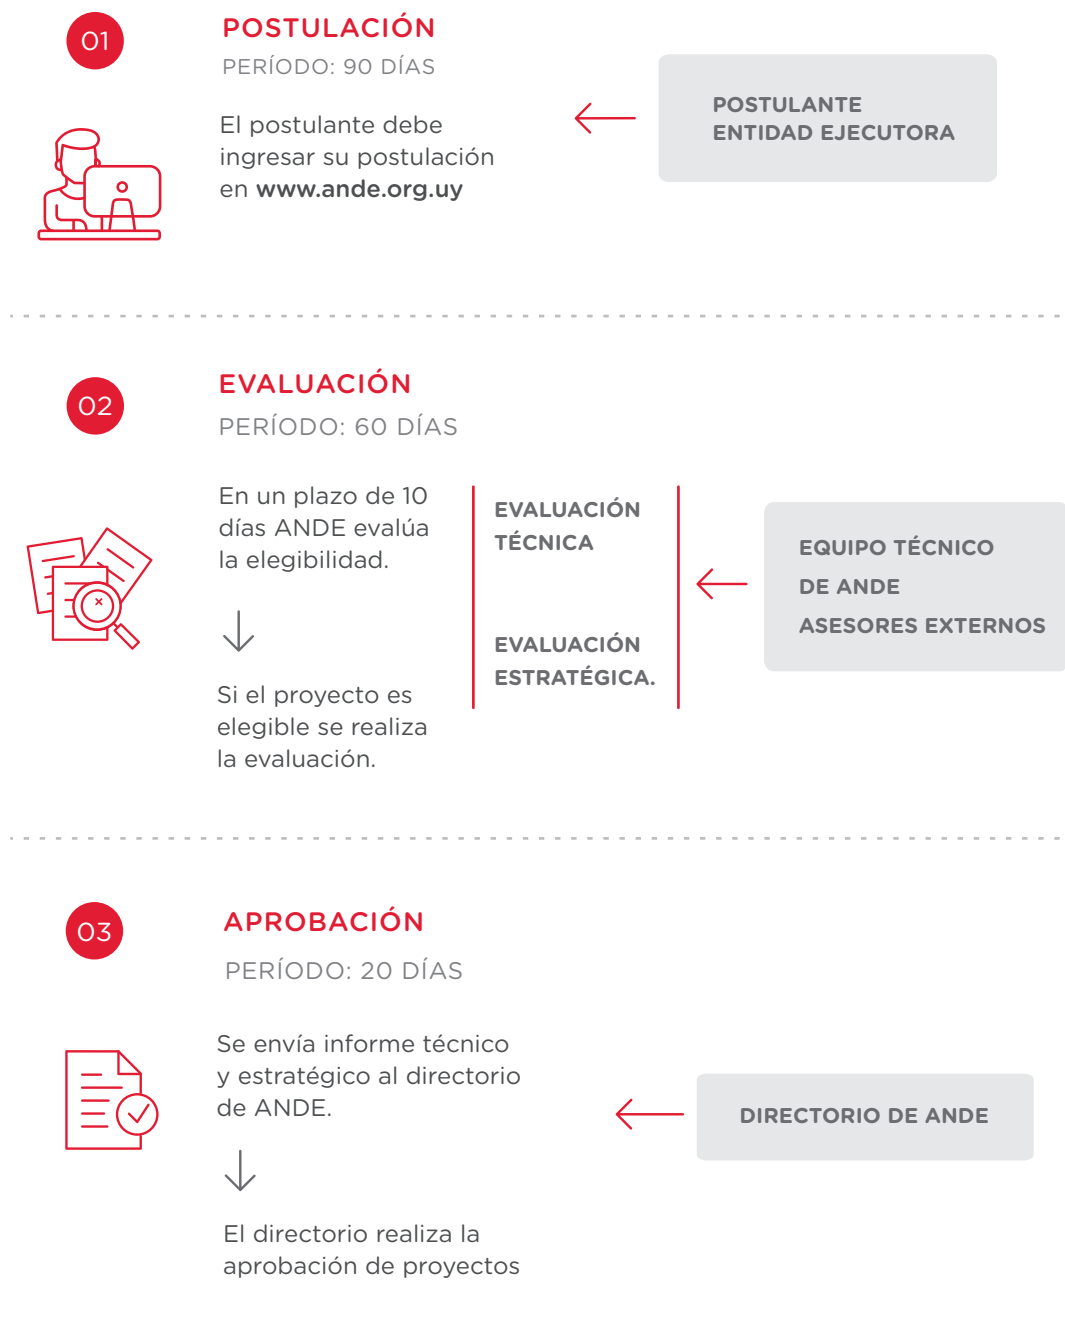 01
POSTULACIÓN
PERÍODO: 90 DÍAS
El postulante debe
ingresar su postulación
en www.ande.org.uy
POSTULANTE
ENTIDAD EJECUTORA
02
EVALUACIÓN
PERÍODO: 60 DÍAS
En un plazo de 10
días ANDE evalúa
la elegibilidad.
Si el proyecto es
elegible se realiza
la evaluación.
EVALUACIÓN
TÉCNICA
EVALUACIÓN
ESTRATÉGICA.
EQUIPO TÉCNICO
DE ANDE
ASESORES EXTERNOS
03
APROBACIÓN
PERÍODO: 20 DÍAS
Se envía informe técnico
y estratégico al directorio
de ANDE.
El directorio realiza la
aprobación de proyectos
DIRECTORIO DE ANDE